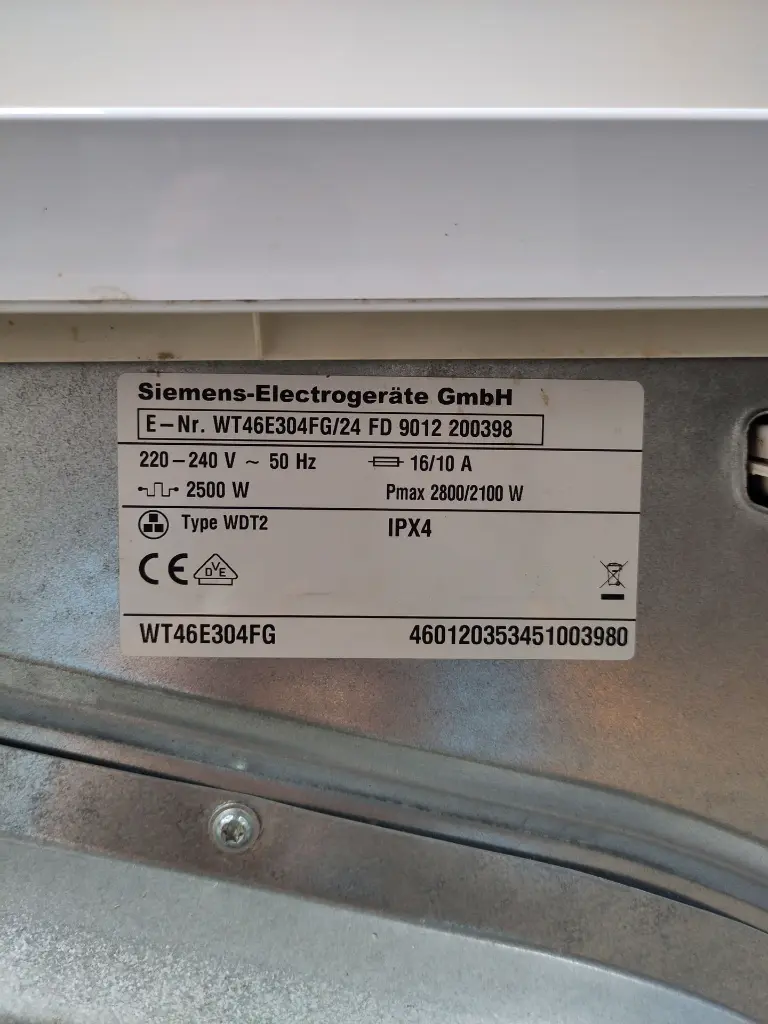 Siemens-Electrogeräte GmbH
E-Nr. WT46E304FG/24 FD 9012 200398
220-240 V ~ 50 Hz 16/10 A
2500 W Pmax 2800/2100 W
Type WDT2 IPX4
CE DVE
WT46E304FG 460120353451003980